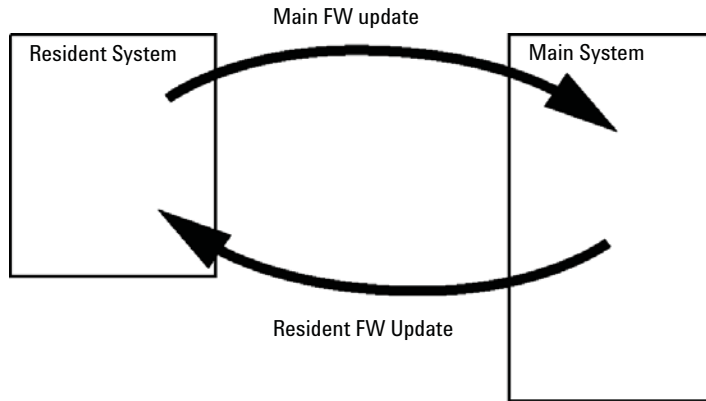 Main FW update
Resident System
Main System
Resident FW Update